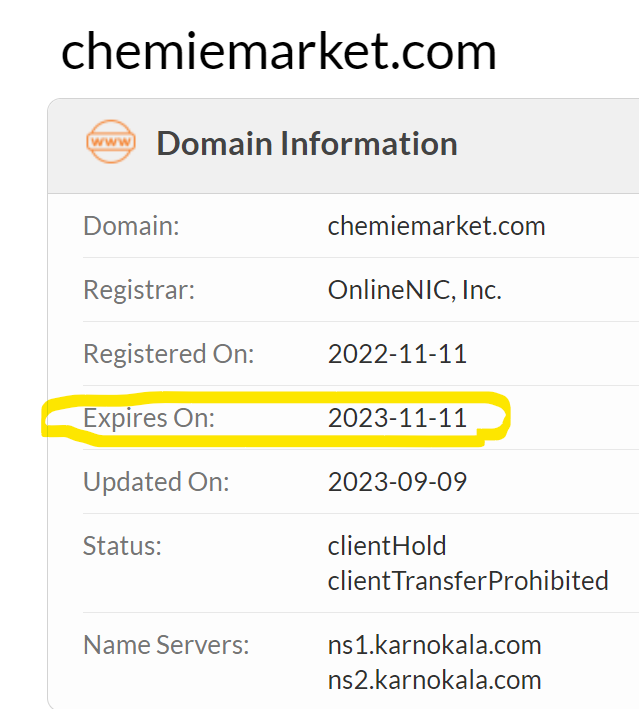 chemiemarket.com
www
Domain Information
Domain: chemiemarket.com
Registrar: OnlineNIC, Inc.
Registered On: 2022-11-11
Expires On: 2023-11-11
Updated On: 2023-09-09
Status: clientHold
clientTransferProhibited
Name Servers: ns1.karnokala.com
ns2.karnokala.com